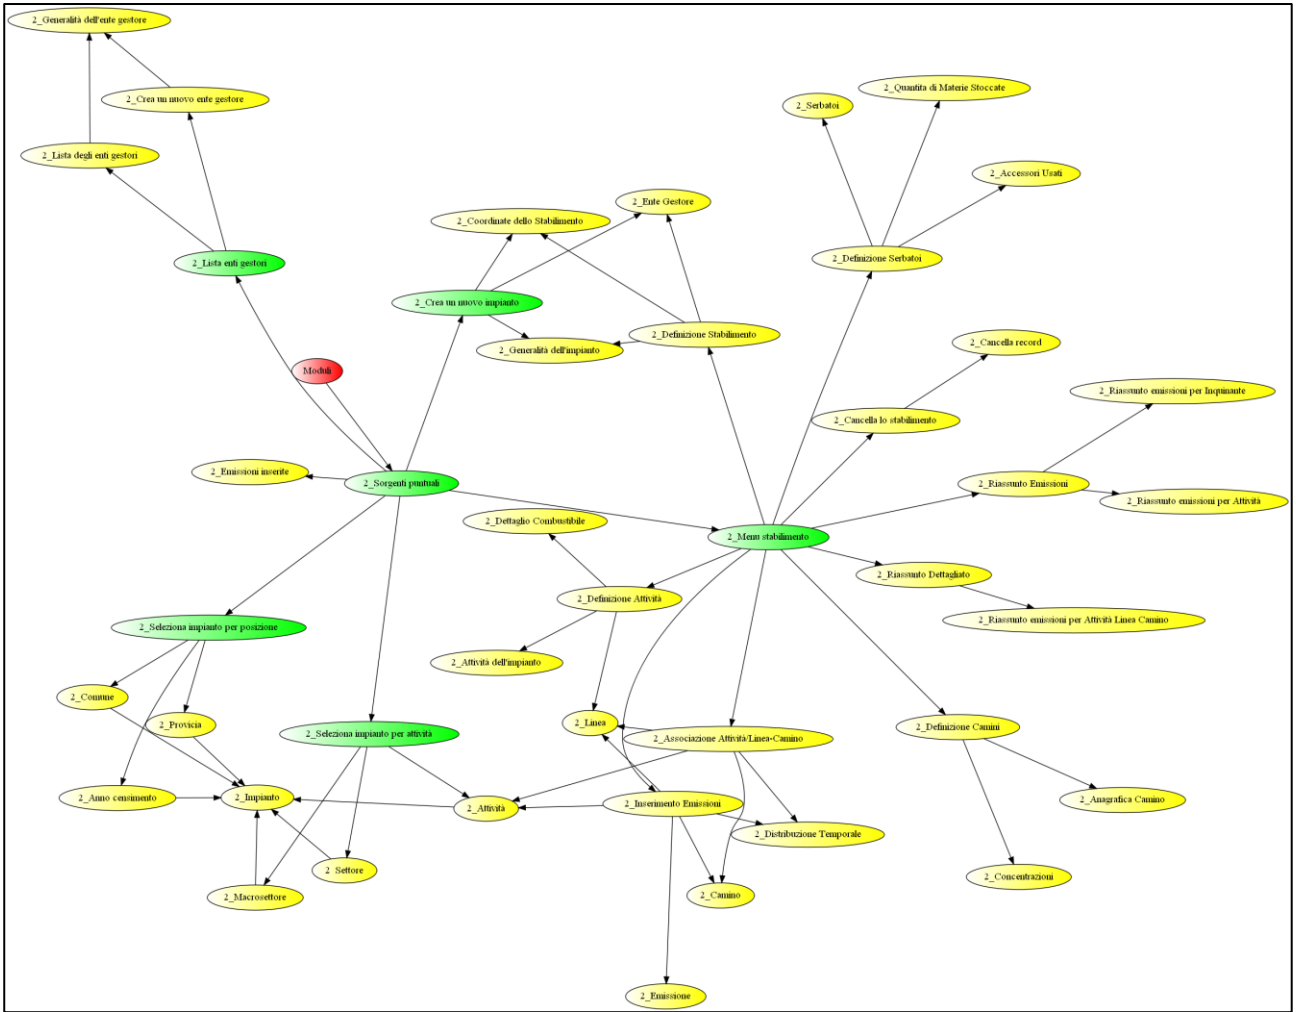 2_Generalità dell'ente gestore
2_Crea un nuovo ente gestore
2_Quantita di Materie Stoccate
2_Serbatoi
2_Lista degli enti gestori
2_Accessori Usati
2_Ente Gestore
2_Coordinate dello Stabilimento
2_Definizione Serbatoi
2_Lista enti gestori
2_Crea un nuovo impianto
2_Definizione Stabilimento
2_Cancella record
2_Generalità dell'impianto
Moduli
2_Riassunto emissioni per Inquinante
2_Cancella lo stabilimento
2_Emissioni inserite
2_Sorgenti puntuali
2_Riassunto Emissioni
2_Riassunto emissioni per Attività
2_Dettaglio Combustibile
2_Menu stabilimento
2_Riassunto Dettagliato
2_Definizione Attività
2_Riassunto emissioni per Attività Linea Camino
2_Seleziona impianto per posizione
2_Attività dell'impianto
2_Comune
2_Provicia
2_Linea
2_Definizione Camini
2_Seleziona impianto per attività
2_Associazione Attività/Linea-Camino
2_Anno censimento
2_Impianto
2_Attività
2_Inserimento Emissioni
2_Anagrafica Camino
2_Distribuzione Temporale
2_Settore
2_Concentrazioni
2_Macrosettore
2_Camino
2_Emissione